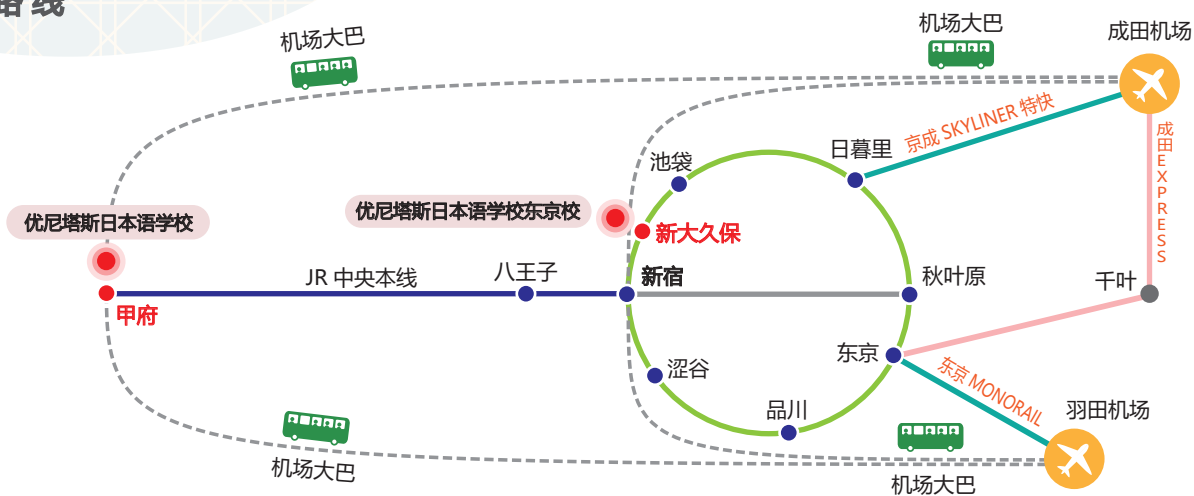 路线
机场大巴
机场大巴
成田机场
京成 SKYLINER 特快
日暮里
池袋
成田EXPRESS
优尼塔斯日本语学校
优尼塔斯日本语学校东京校
新大久保
JR 中央本线
八王子
新宿
秋叶原
千叶
甲府
东京
涩谷
东京 MONORAIL
品川
羽田机场
机场大巴
机场大巴